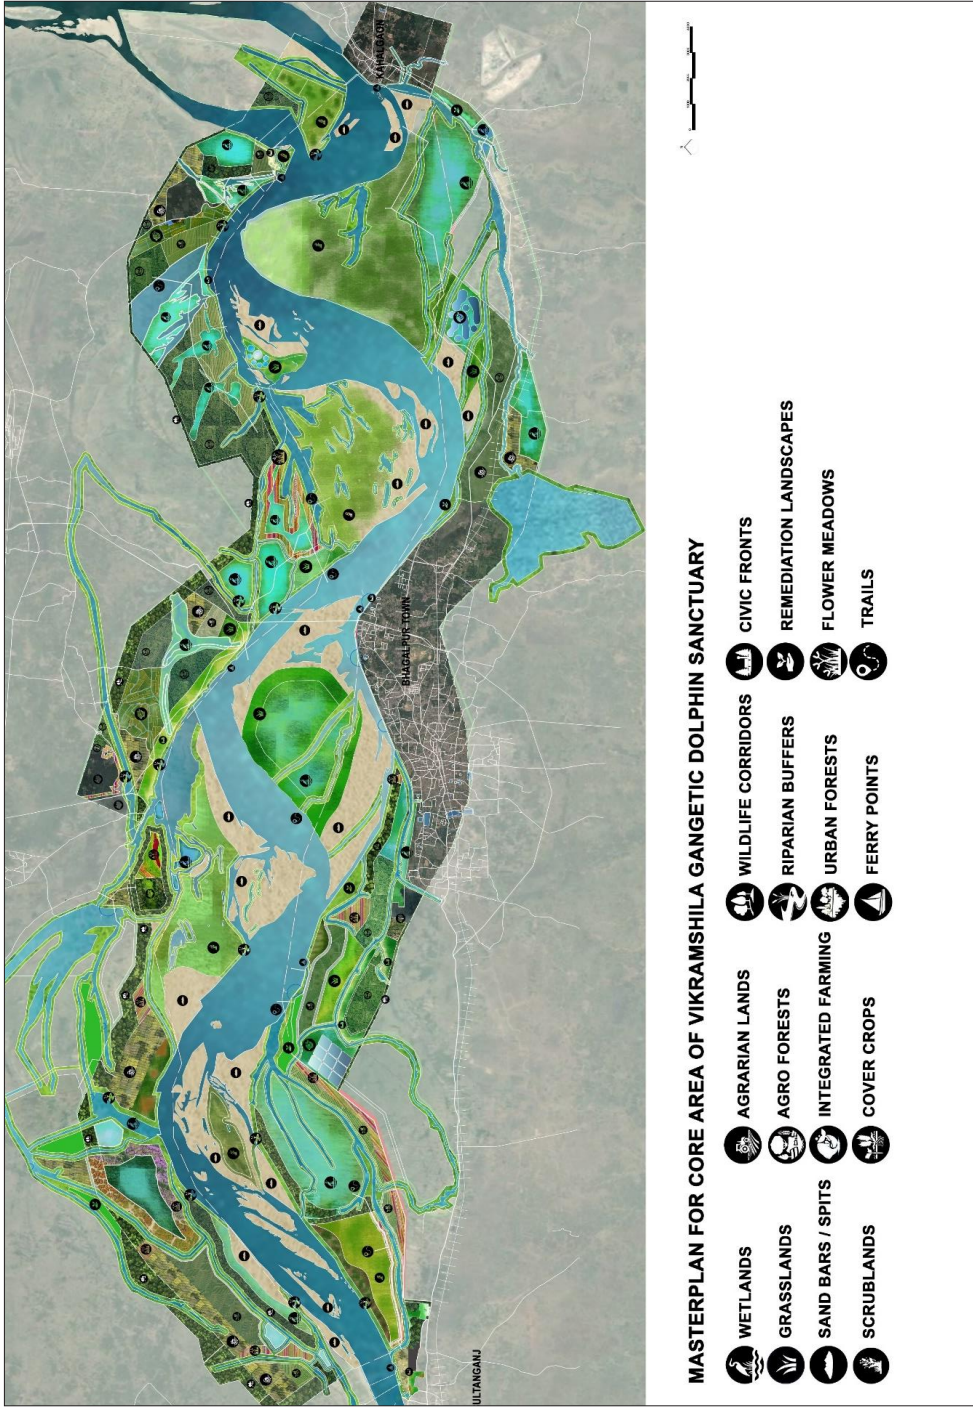 KAHALGAON
BHAGALPUR TOWN
ULTANGANJ
MASTERPLAN FOR CORE AREA OF VIKRAMSHILA GANGETIC DOLPHIN SANCTUARY
WETLANDS
GRASSLANDS
SAND BARS / SPITS
SCRUBLANDS
AGRARIAN LANDS
AGRO FORESTS
INTEGRATED FARMING
COVER CROPS
WILDLIFE CORRIDORS
RIPARIAN BUFFERS
URBAN FORESTS
FERRY POINTS
CIVIC FRONTS
REMEDIATION LANDSCAPES
FLOWER MEADOWS
TRAILS